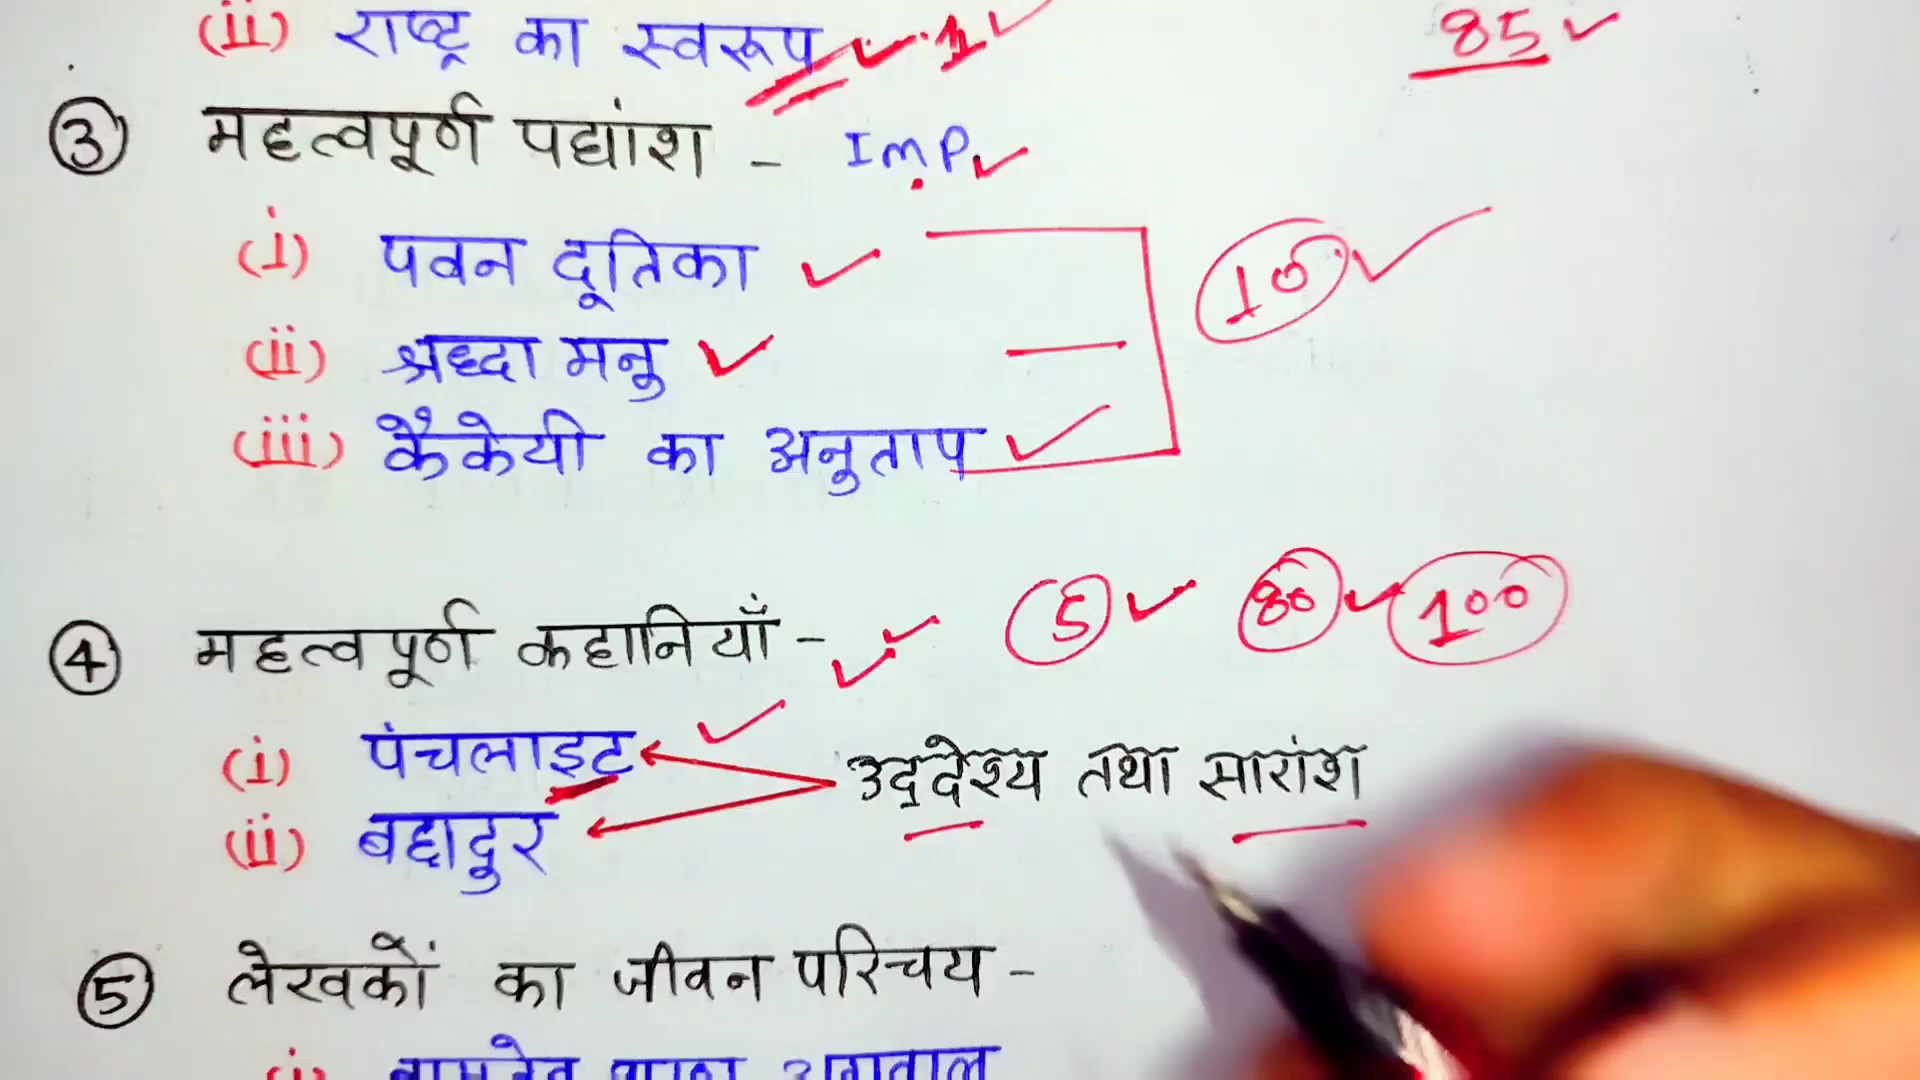 (ii) राष्ट्र का स्वरूप 1 85
③ महत्वपूर्ण पद्यांश - Imp
(i) पवन दूतिका
10
(ii) श्रध्दा मनु
(iii) कैकेयी का अनुताप
④ महत्वपूर्ण कहानियाँ - 5 80 100
(i) पंचलाइट
उद्देश्य तथा सारांश
(ii) बहादुर
⑤ लेखकों का जीवन परिचय -
(i)